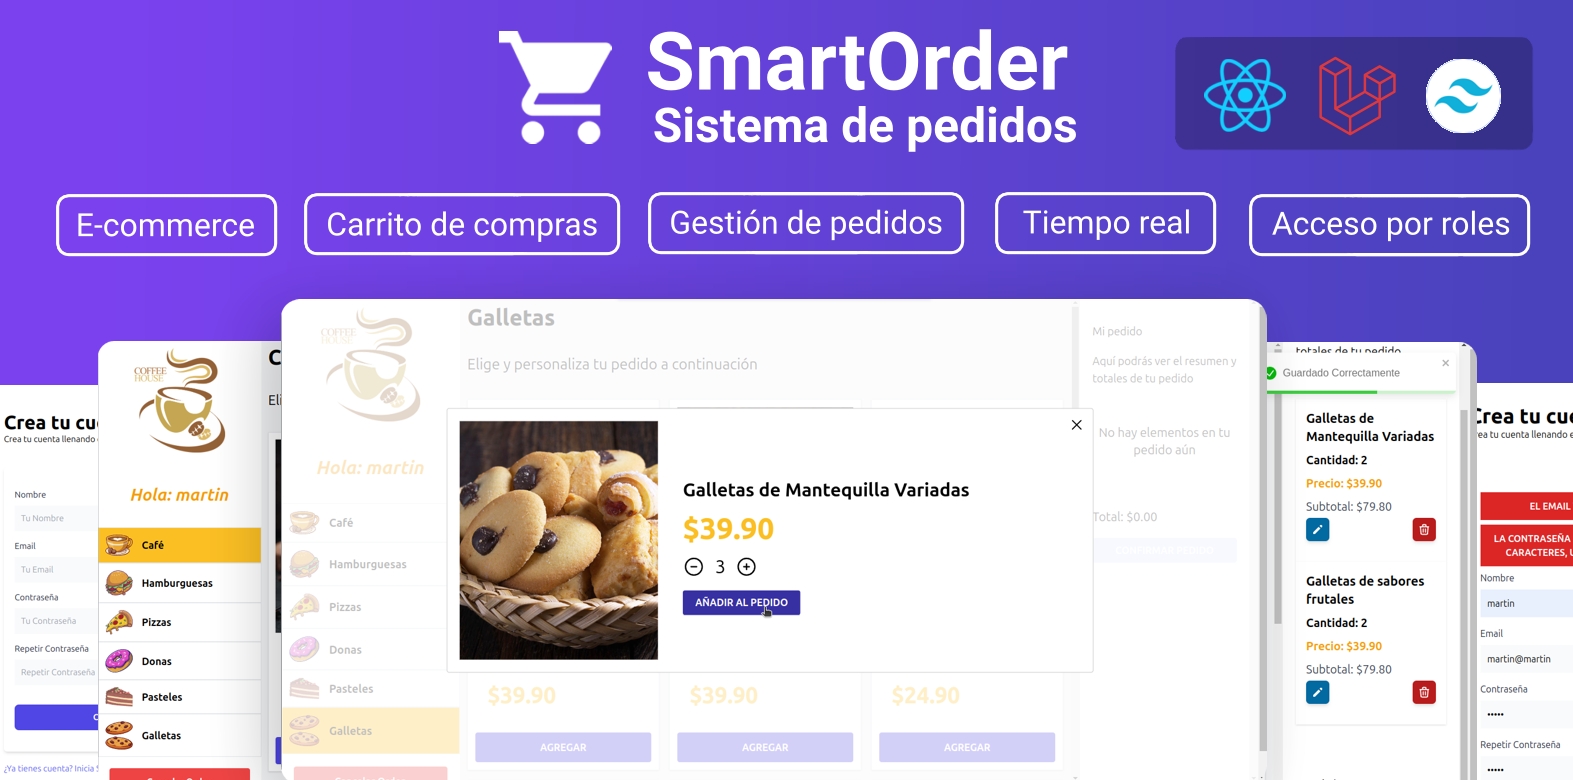 SmartOrder
Sistema de pedidos
E-commerce
Carrito de compras
Gestión de pedidos
Tiempo real
Acceso por roles
Crea tu
Crea tu cuenta llenando
Nombre
Tu Nombre
Email
Tu Email
Contraseña
Tu Contraseña
Repetir Contraseña
Repetir Contraseña
¿Ya tienes cuenta? Inicia
COFFEE
HOUSE
Hola: martin
Café
Hamburguesas
Pizzas
Donas
Pasteles
Galletas
COFFEE
HOUSE
Hola: martin
Café
Hamburguesas
Pizzas
Donas
Pasteles
Galletas
Galletas
Elige y personaliza tu pedido a continuación
Galletas de Mantequilla Variadas
$39.90
3
AÑADIR AL PEDIDO
$39.90
$39.90
$24.90
AGREGAR
AGREGAR
AGREGAR
Mi pedido
Aquí podrás ver el resumen y
totales de tu pedido
No hay elementos en tu
pedido aún
Total: $0.00
totales de tu pedido
Guardado Correctamente
Galletas de
Mantequilla Variadas
Cantidad: 2
Precio: $39.90
Subtotal: $79.80
Galletas de sabores
frutales
Cantidad: 2
Precio: $39.90
Subtotal: $79.80
Crea tu
tu cuenta llenando
EL EMAIL
LA CONTRASEÑA
CARACTERES,
Nombre
martin
Email
martin@martin
Contraseña
•••••
Repetir Contraseña
•••••